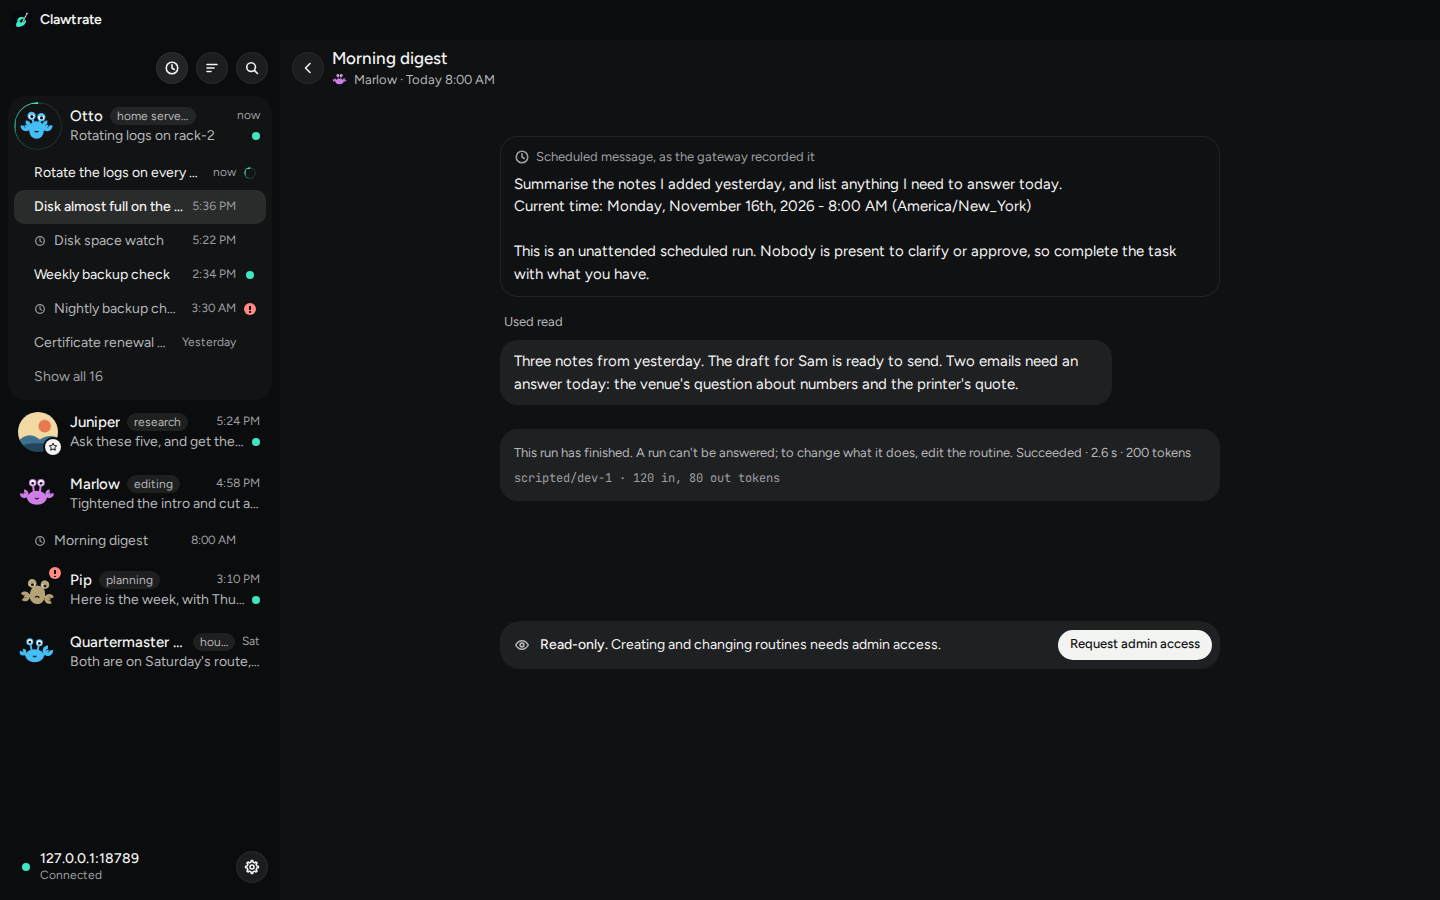 Clawtrate
Otto home serve... now
Rotating logs on rack-2
Rotate the logs on every ... now
Disk almost full on the ... 5:36 PM
Disk space watch 5:22 PM
Weekly backup check 2:34 PM
Nightly backup ch... 3:30 AM
Certificate renewal ... Yesterday
Show all 16
Juniper research 5:24 PM
Ask these five, and get the...
Marlow editing 4:58 PM
Tightened the intro and cut a...
Morning digest 8:00 AM
Pip planning 3:10 PM
Here is the week, with Thu...
Quartermaster ... hou... Sat
Both are on Saturday's route,...
127.0.0.1:18789
Connected
Morning digest
Marlow · Today 8:00 AM
Scheduled message, as the gateway recorded it
Summarise the notes I added yesterday, and list anything I need to answer today.
Current time: Monday, November 16th, 2026 - 8:00 AM (America/New_York)
This is an unattended scheduled run. Nobody is present to clarify or approve, so complete the task
with what you have.
Used read
Three notes from yesterday. The draft for Sam is ready to send. Two emails need an
answer today: the venue's question about numbers and the printer's quote.
This run has finished. A run can't be answered; to change what it does, edit the routine. Succeeded · 2.6 s · 200 tokens
scripted/dev-1 · 120 in, 80 out tokens
Read-only. Creating and changing routines needs admin access.
Request admin access